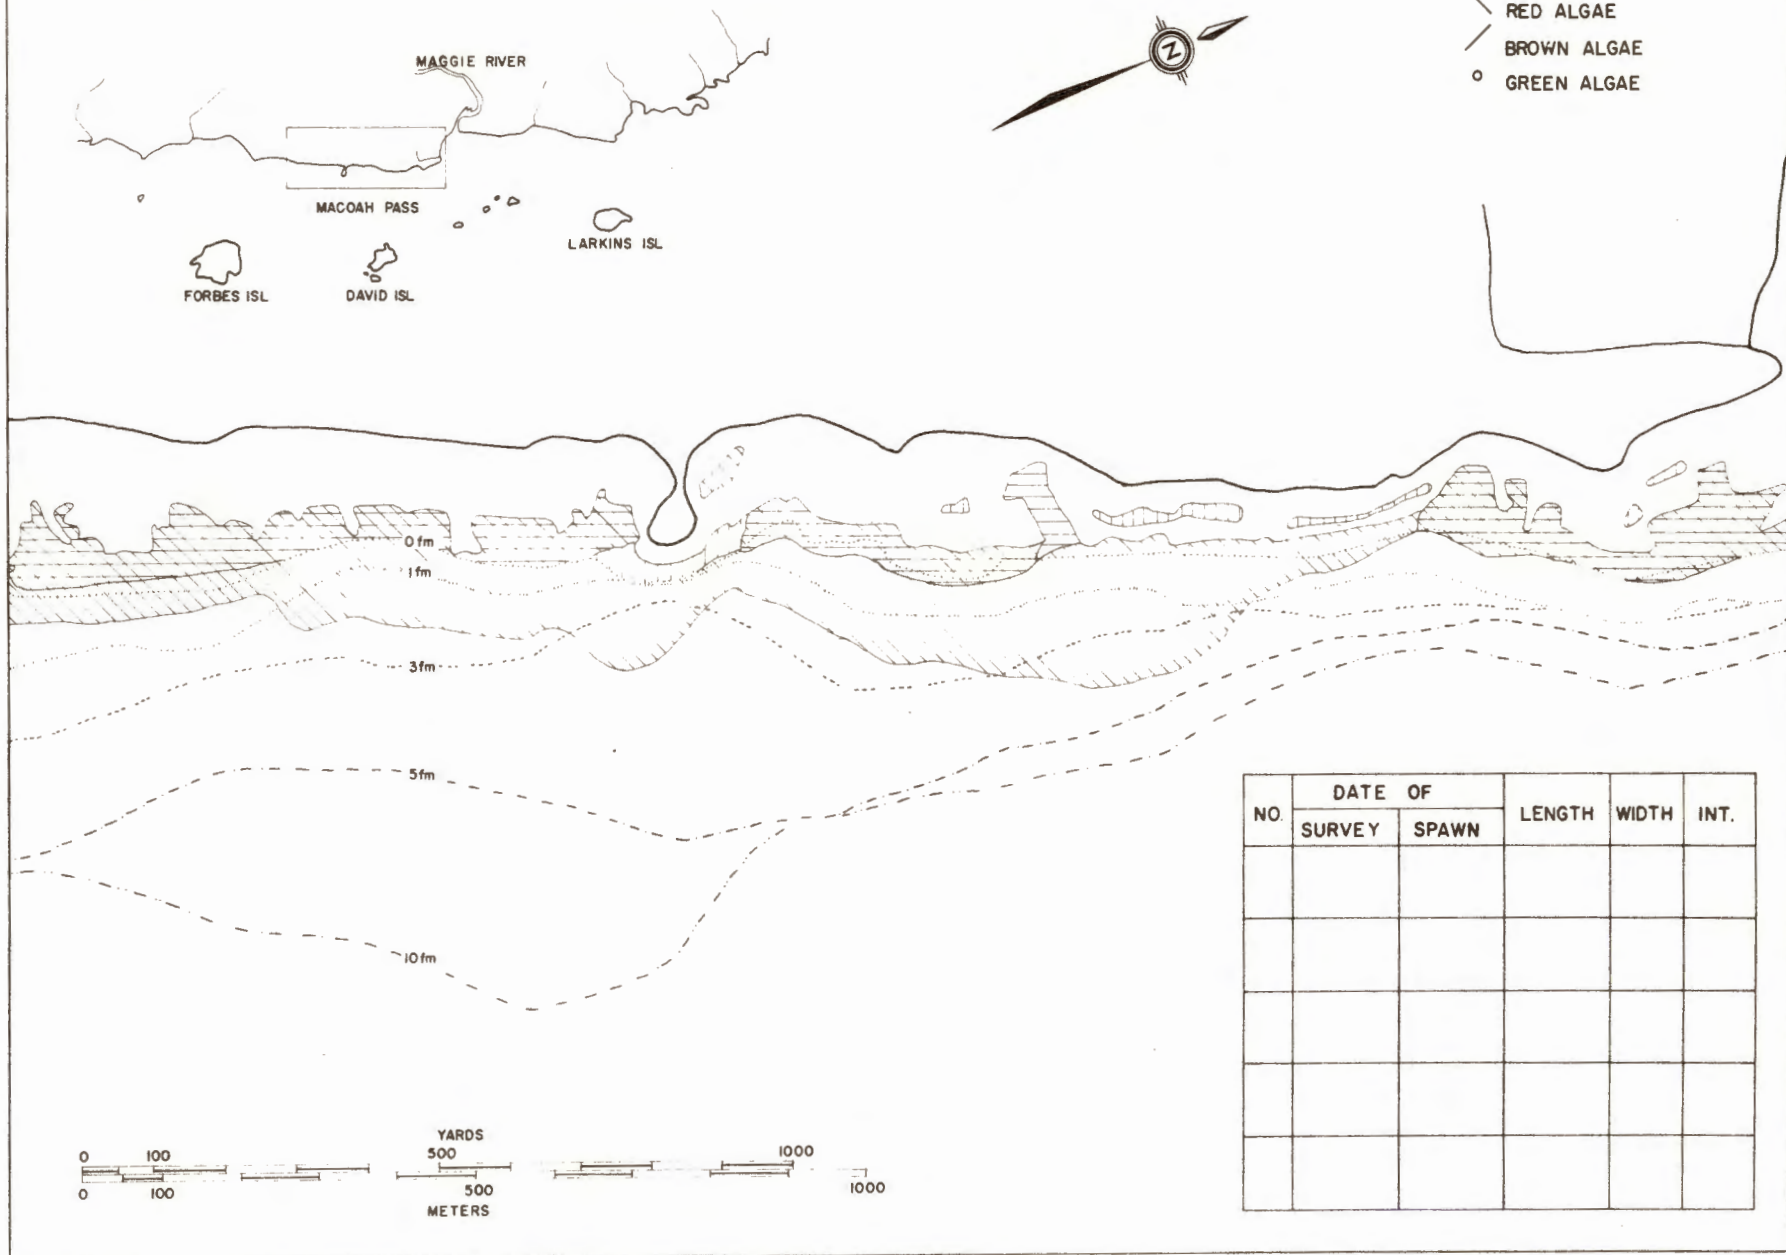 RED ALGAE
BROWN ALGAE
GREEN ALGAE
N
MAGGIE RIVER
MACOAH PASS
LARKINS ISL
FORBES ISL
DAVID ISL
0 fm
1 fm
3 fm
5 fm
10 fm
NO. DATE OF LENGTH WIDTH INT.
SURVEY SPAWN
YARDS
0 100 500 1000
0 100 500 1000
METERS